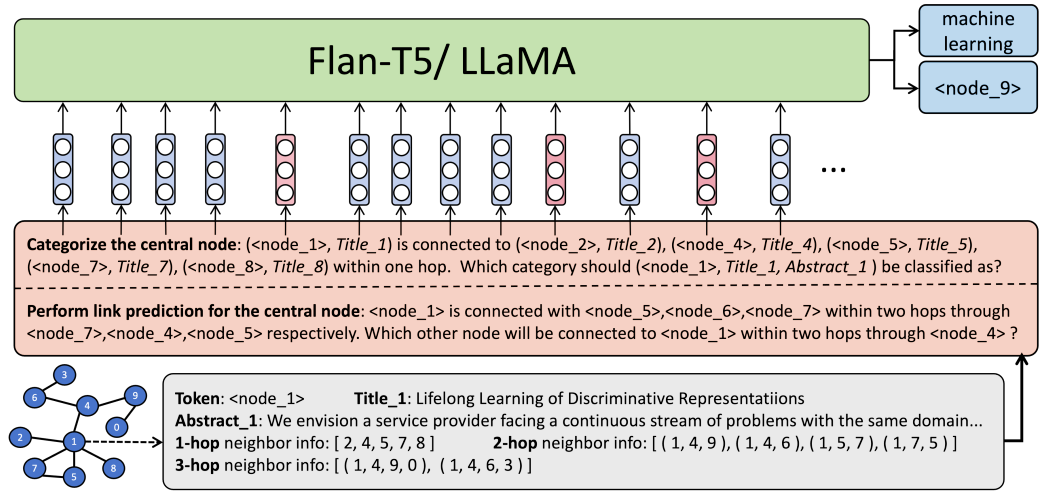 Flan-T5/ LLaMA
machine
learning
<node_9>
...
Categorize the central node: (<node_1>, Title_1) is connected to (<node_2>, Title_2), (<node_4>, Title_4), (<node_5>, Title_5),
(<node_7>, Title_7), (<node_8>, Title_8) within one hop. Which category should (<node_1>, Title_1, Abstract_1 ) be classified as?
Perform link prediction for the central node: <node_1> is connected with <node_5>,<node_6>,<node_7> within two hops through
<node_7>,<node_4>,<node_5> respectively. Which other node will be connected to <node_1> within two hops through <node_4> ?
3
6
4
9
0
2
1
7
5
8
Token: <node_1> Title_1: Lifelong Learning of Discriminative Representatiions
Abstract_1: We envision a service provider facing a continuous stream of problems with the same domain...
1-hop neighbor info: [ 2, 4, 5, 7, 8 ] 2-hop neighbor info: [ ( 1, 4, 9 ), ( 1, 4, 6 ), ( 1, 5, 7 ), ( 1, 7, 5 ) ]
3-hop neighbor info: [ ( 1, 4, 9, 0 ), ( 1, 4, 6, 3 ) ]